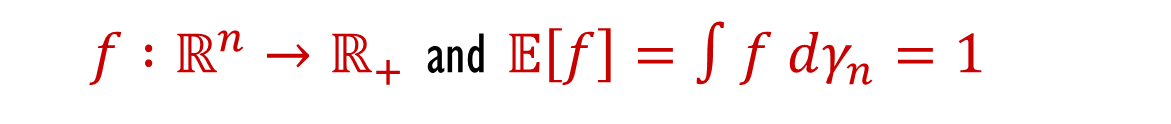 f : ℝⁿ → ℝ₊ and 𝔼[f] = ∫ f dγₙ = 1